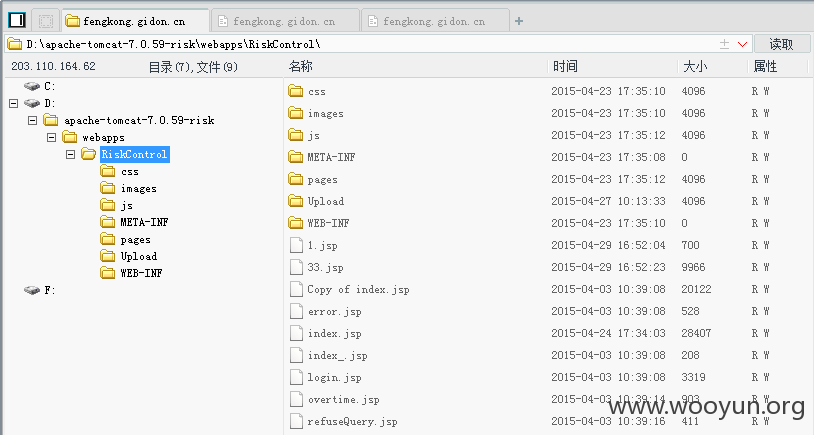 fengkong.gidon.cn fengkong.gidon.cn fengkong.gidon.cn
D:\apache-tomcat-7.0.59-risk\webapps\RiskControl\ 读取
203.110.164.62 目录(7),文件(9) 名称 时间 大小 属性
C:
D:
apache-tomcat-7.0.59-risk
webapps
RiskControl
css
images
js
META-INF
pages
Upload
WEB-INF
F:
css 2015-04-23 17:35:10 4096 R W
images 2015-04-23 17:35:10 4096 R W
js 2015-04-23 17:35:12 4096 R W
META-INF 2015-04-23 17:35:08 0 R W
pages 2015-04-23 17:35:12 4096 R W
Upload 2015-04-27 10:13:33 4096 R W
WEB-INF 2015-04-23 17:35:10 0 R W
1.jsp 2015-04-29 16:52:04 700 R W
33.jsp 2015-04-29 16:52:23 9966 R W
Copy of index.jsp 2015-04-03 10:39:08 20122 R W
error.jsp 2015-04-03 10:39:08 528 R W
index.jsp 2015-04-24 17:34:03 28407 R W
index_.jsp 2015-04-03 10:39:08 208 R W
login.jsp 2015-04-03 10:39:08 3319 R W
overtime.jsp 2015-04-03 10:39:14 903 R W
refuseQuery.jsp 2015-04-03 10:39:16 411 R W
www.wooyun.org